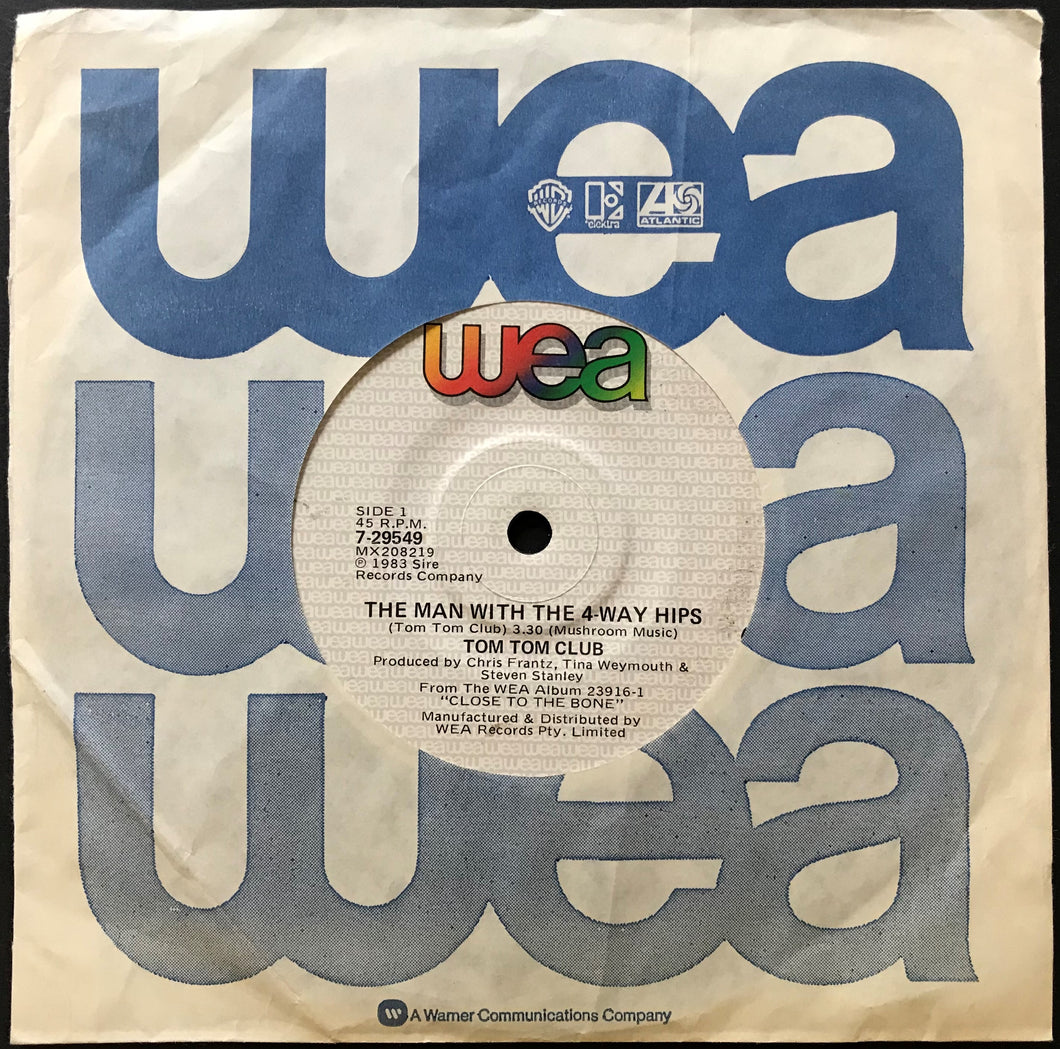 wea
WB RECORDS
elektra
ATLANTIC
wea
SIDE 1
45 R.P.M.
7-29549
MX208219
℗ 1983 Sire
Records Company
THE MAN WITH THE 4-WAY HIPS
(Tom Tom Club) 3.30 (Mushroom Music)
TOM TOM CLUB
Produced by Chris Frantz, Tina Weymouth &
Steven Stanley
From The WEA Album 23916-1
"CLOSE TO THE BONE"
Manufactured & Distributed by
WEA Records Pty. Limited
wea
wea
A Warner Communications Company